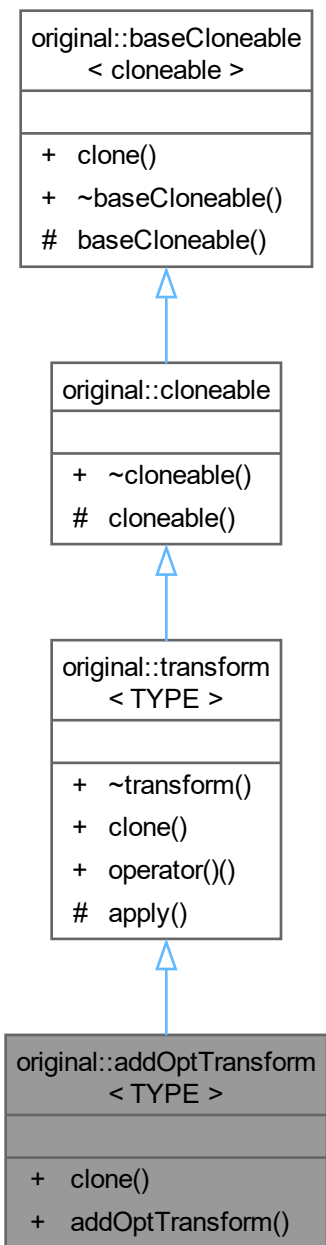 original::baseCloneable
< cloneable >
+ clone()
+ ~baseCloneable()
# baseCloneable()
original::cloneable
+ ~cloneable()
# cloneable()
original::transform
< TYPE >
+ ~transform()
+ clone()
+ operator()()
# apply()
original::addOptTransform
< TYPE >
+ clone()
+ addOptTransform()